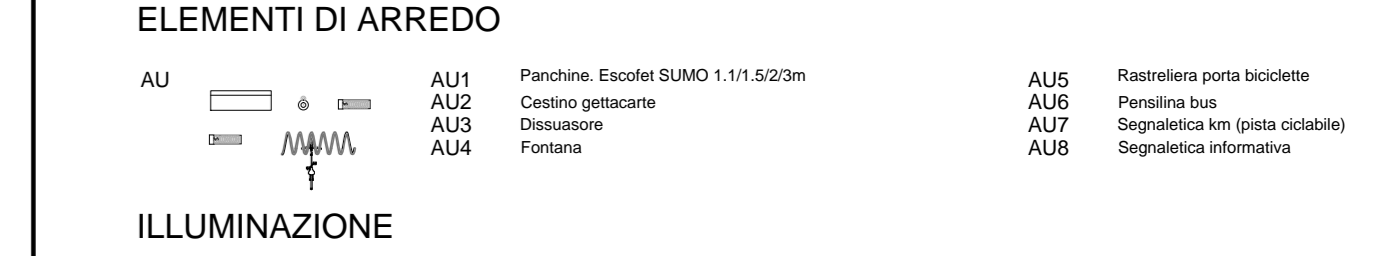 ELEMENTI DI ARREDO
AU
AU1 Panchine. Escofet SUMO 1.1/1.5/2/3m
AU2 Cestino gettacarte
AU3 Dissuasore
AU4 Fontana
AU5 Rastreliera porta biciclette
AU6 Pensilina bus
AU7 Segnaletica km (pista ciclabile)
AU8 Segnaletica informativa
ILLUMINAZIONE